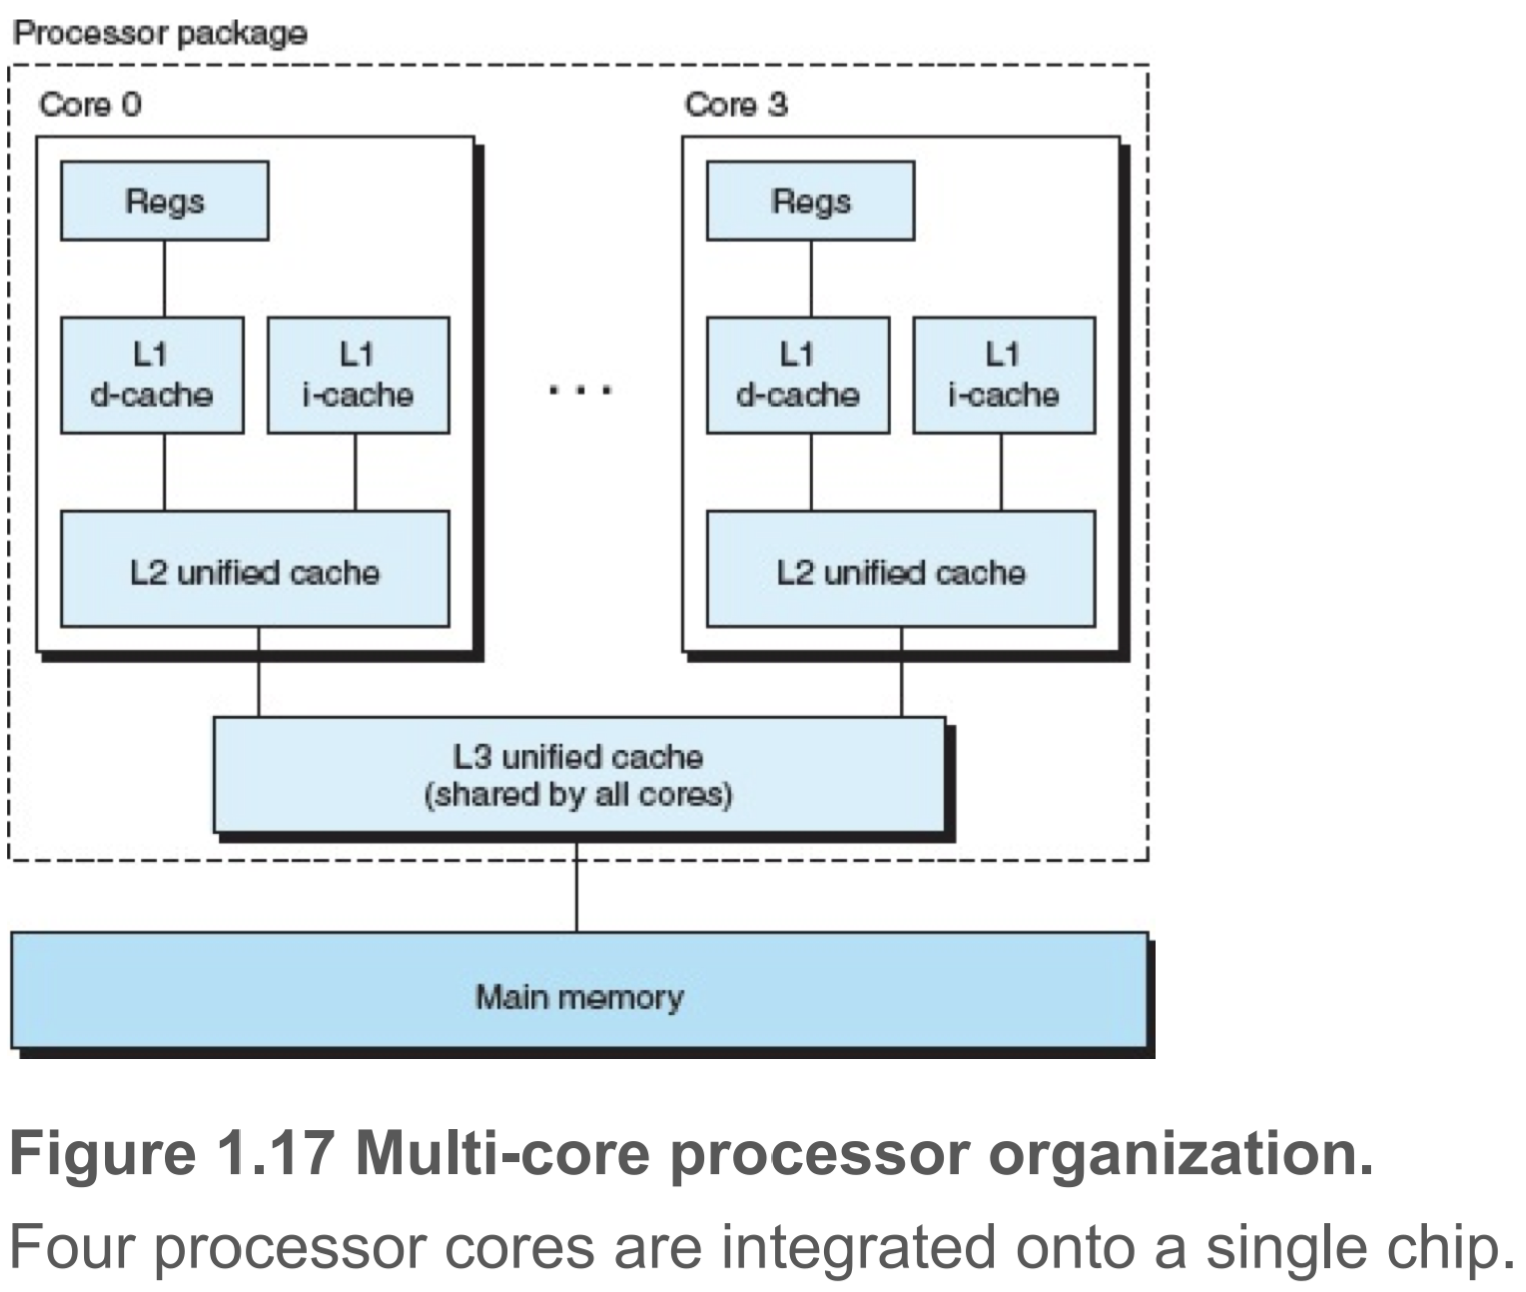 Processor package
Core 0
Regs
L1
d-cache
L1
i-cache
L2 unified cache
. . .
Core 3
Regs
L1
d-cache
L1
i-cache
L2 unified cache
L3 unified cache
(shared by all cores)
Main memory
Figure 1.17 Multi-core processor organization.
Four processor cores are integrated onto a single chip.